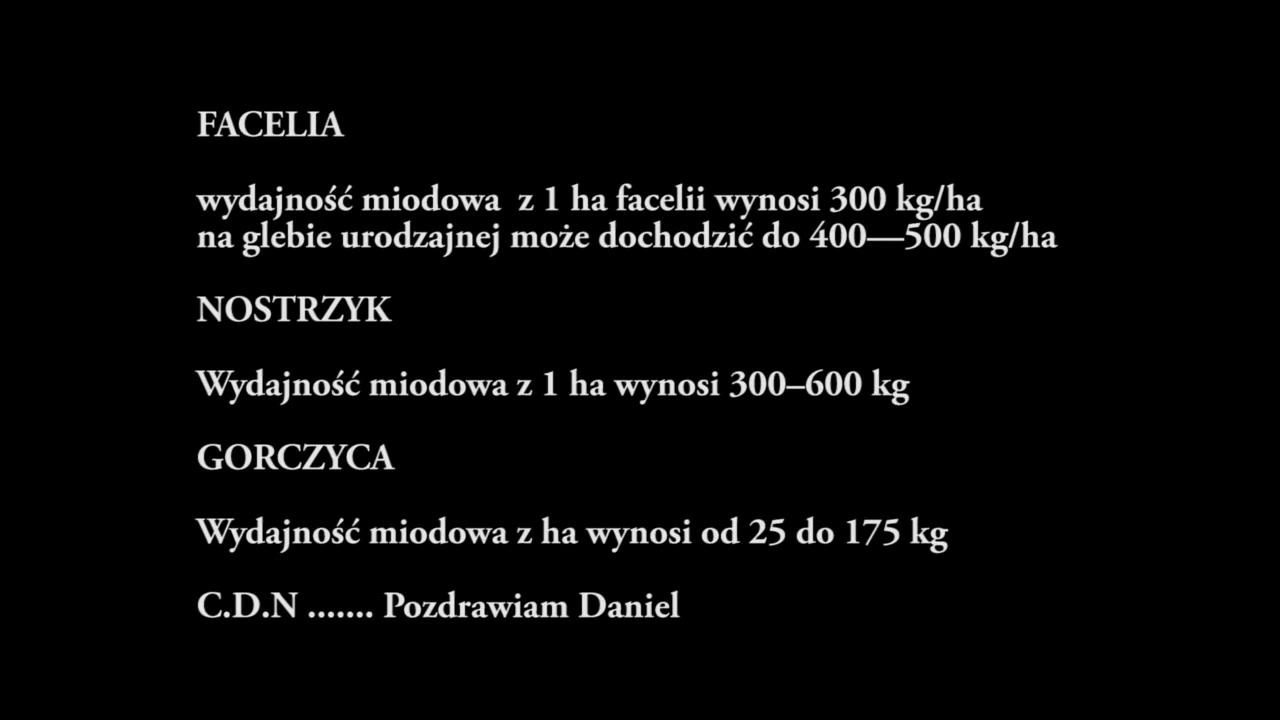 FACELIA
wydajność miodowa  z 1 ha facelii wynosi 300 kg/ha
na glebie urodzajnej może dochodzić do 400—500 kg/ha
NOSTRZYK
Wydajność miodowa z 1 ha wynosi 300–600 kg
GORCZYCA
Wydajność miodowa z ha wynosi od 25 do 175 kg
C.D.N ....... Pozdrawiam Daniel